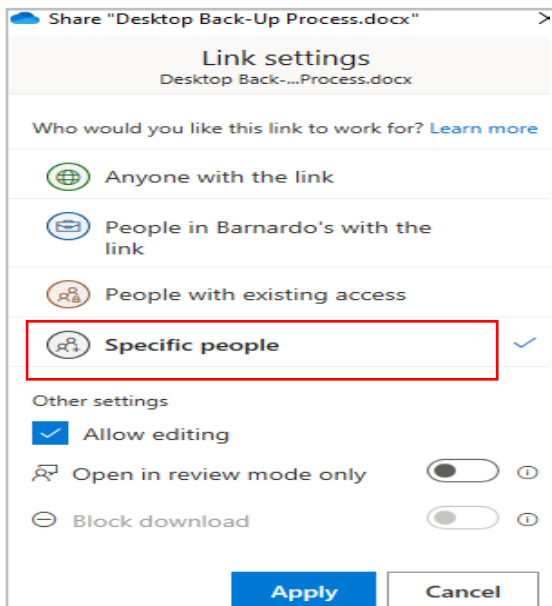 Share "Desktop Back-Up Process.docx"
Link settings
Desktop Back-...Process.docx
Who would you like this link to work for? Learn more
Anyone with the link
People in Barnardo's with the
link
People with existing access
Specific people
Other settings
Allow editing
Open in review mode only
Block download
Apply Cancel